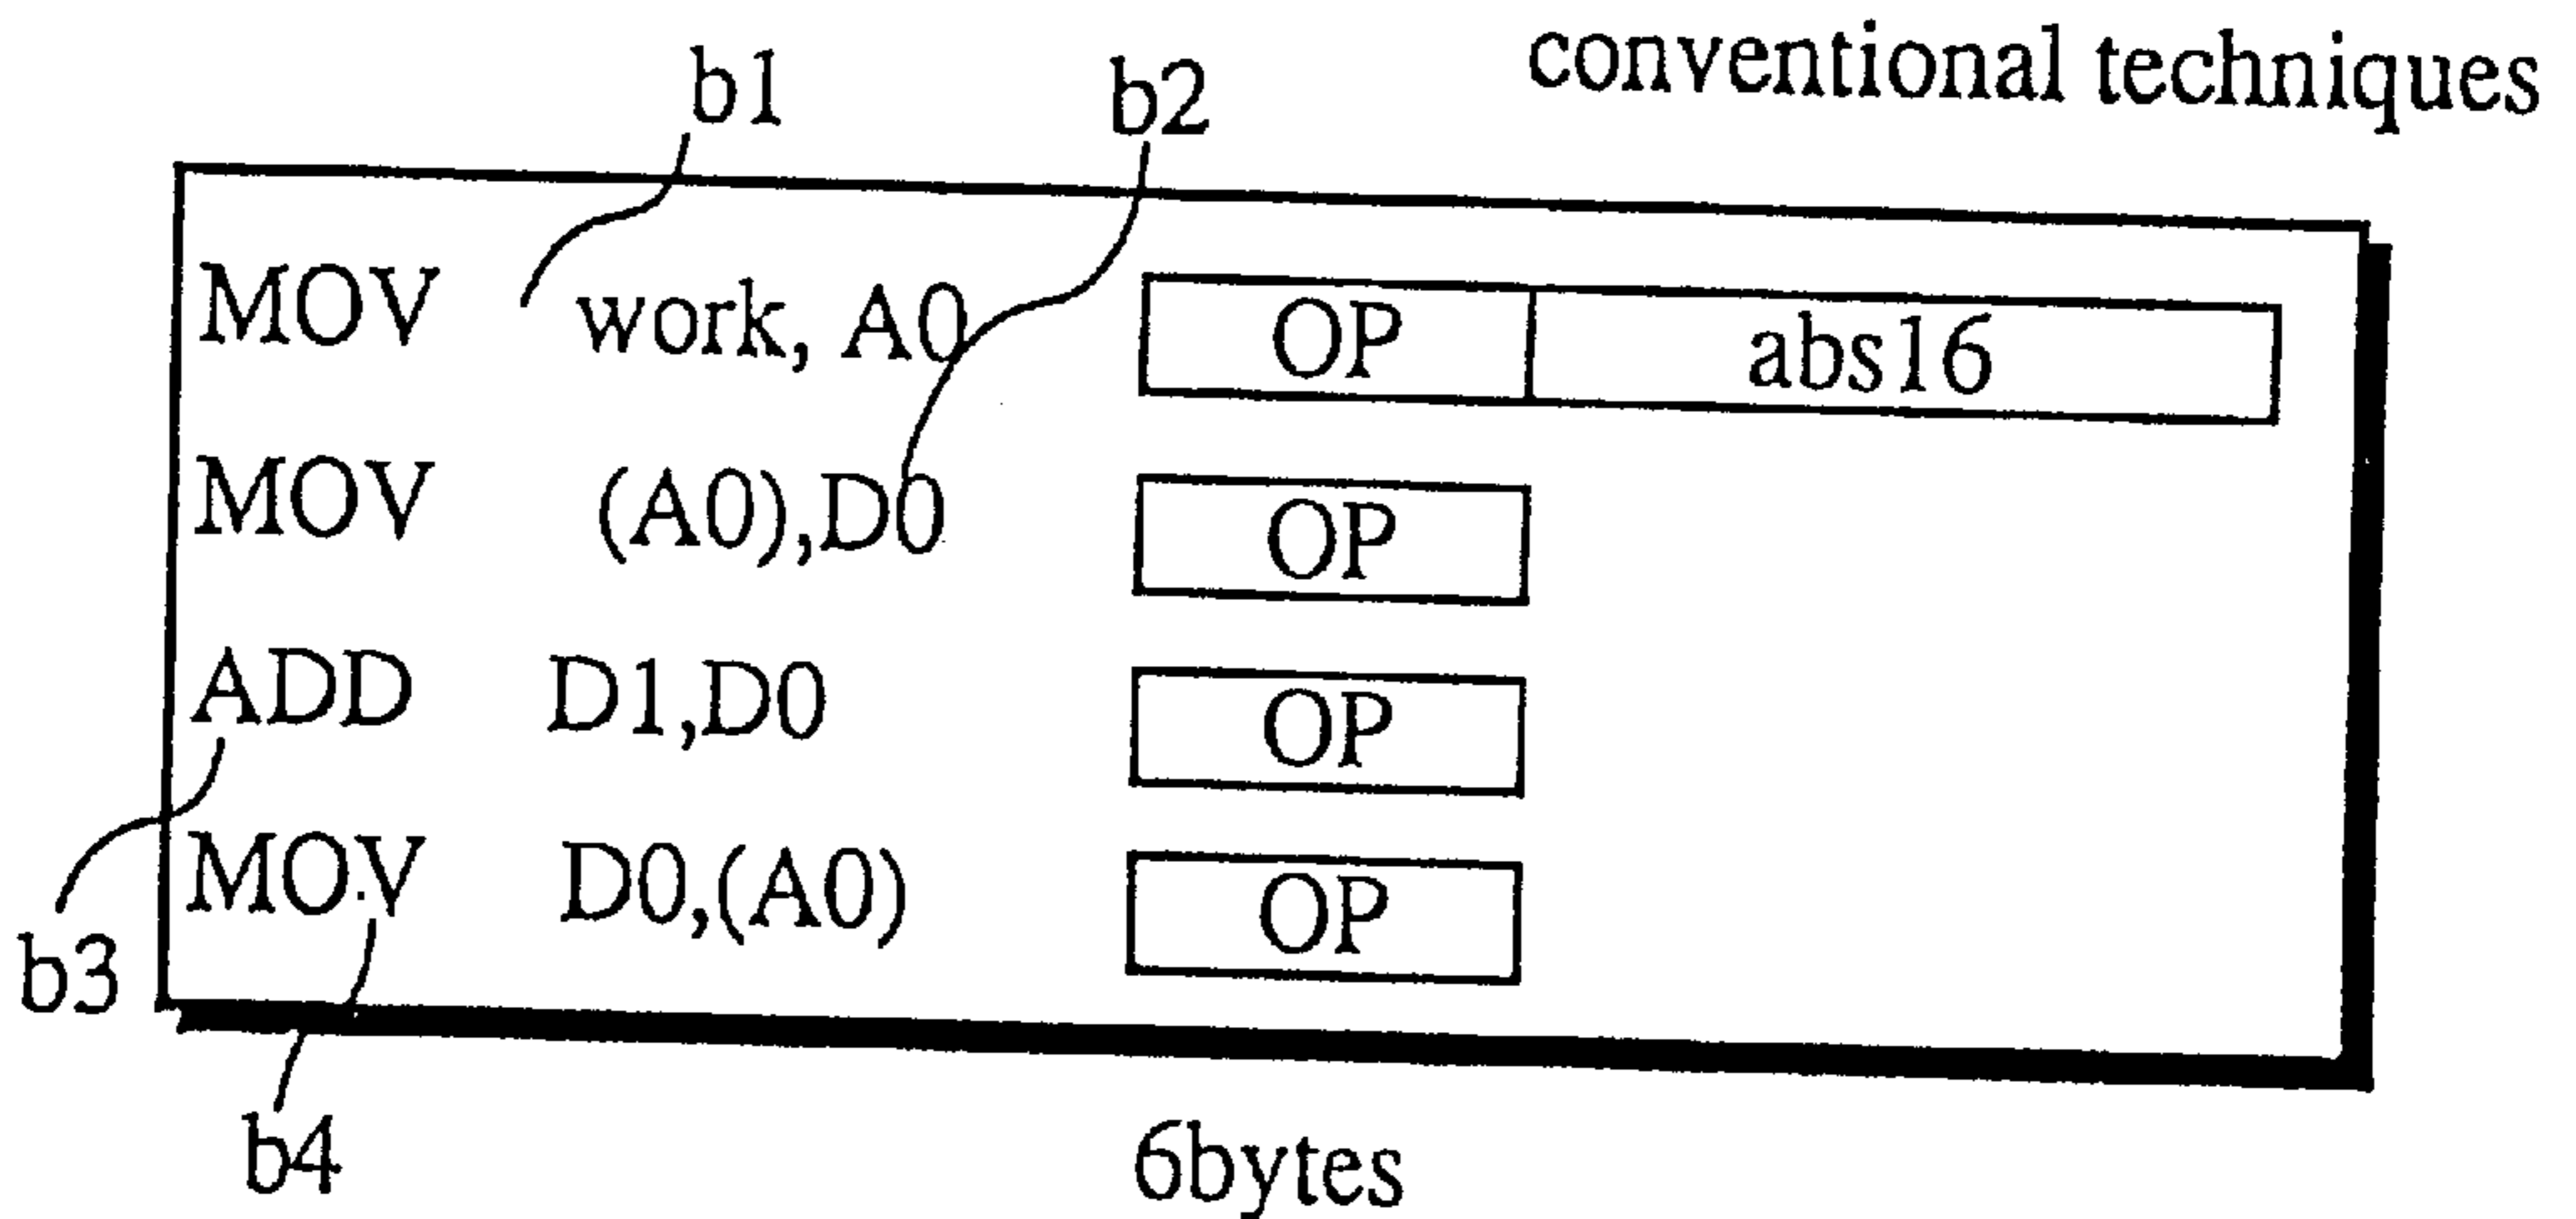 conventional techniques
b1
b2
MOV work, A0 OP abs16
MOV (A0),D0 OP
ADD D1,D0 OP
MOV D0,(A0) OP
b3
b4
6bytes